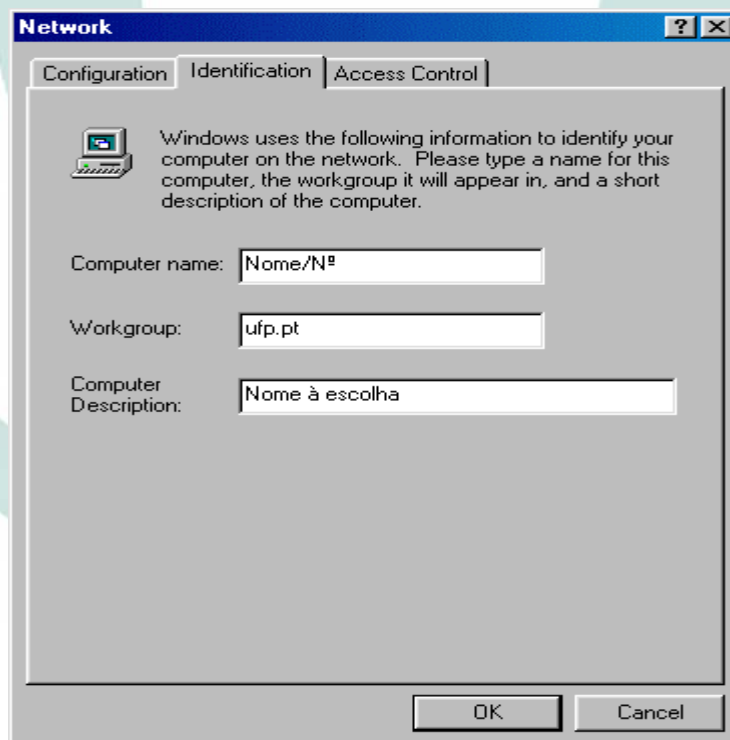 Network
Configuration Identification Access Control
Windows uses the following information to identify your
computer on the network. Please type a name for this
computer, the workgroup it will appear in, and a short
description of the computer.
Computer name: Nome/Nº
Workgroup: ufp.pt
Computer
Description: Nome à escolha
OK Cancel